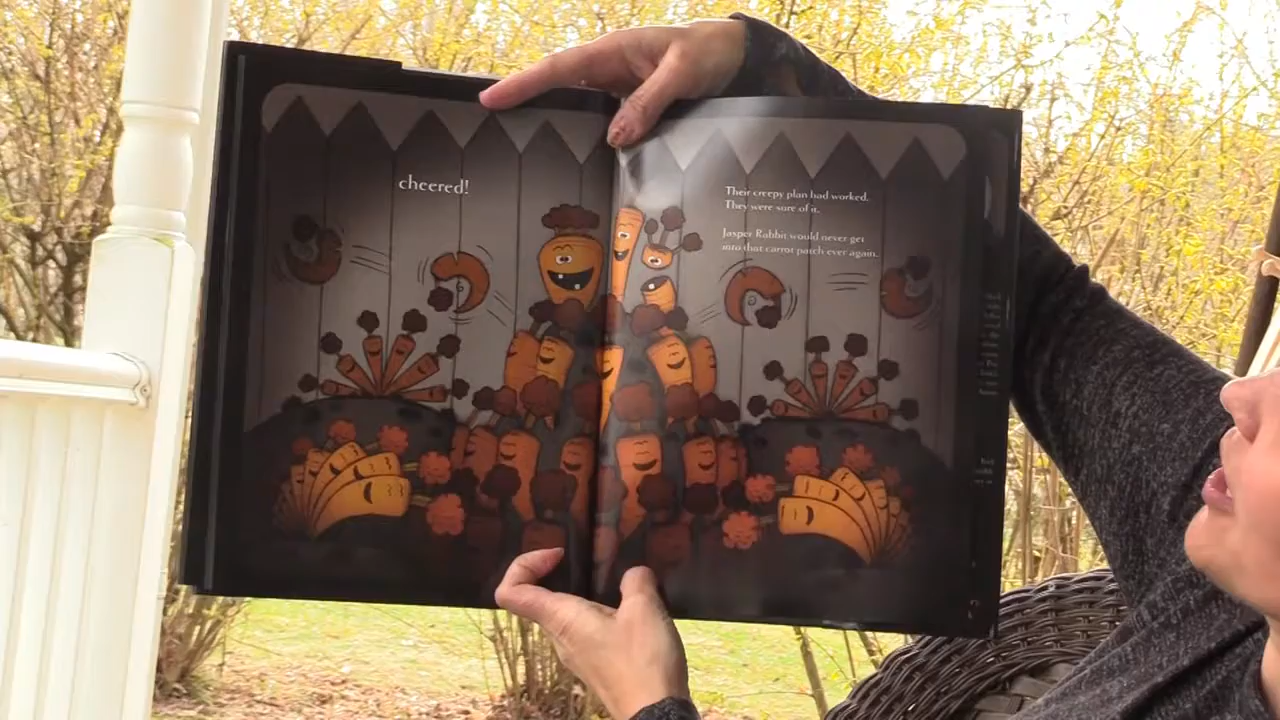 cheered!
Their creepy plan had worked.
They were sure of it.
Jasper Rabbit would never get
into that carrot patch ever again.